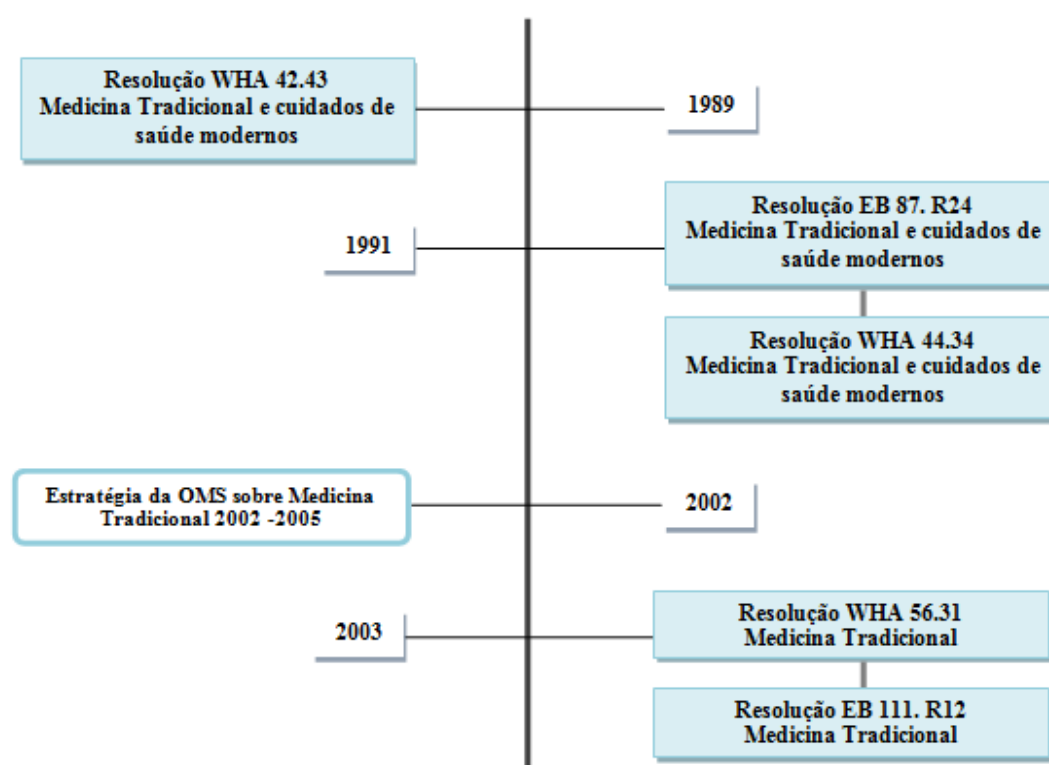 Resolução WHA 42.43
Medicina Tradicional e cuidados de
saúde modernos
1989
1991
Resolução EB 87. R24
Medicina Tradicional e cuidados de
saúde modernos
Resolução WHA 44.34
Medicina Tradicional e cuidados de
saúde modernos
Estratégia da OMS sobre Medicina
Tradicional 2002 -2005
2002
2003
Resolução WHA 56.31
Medicina Tradicional
Resolução EB 111. R12
Medicina Tradicional